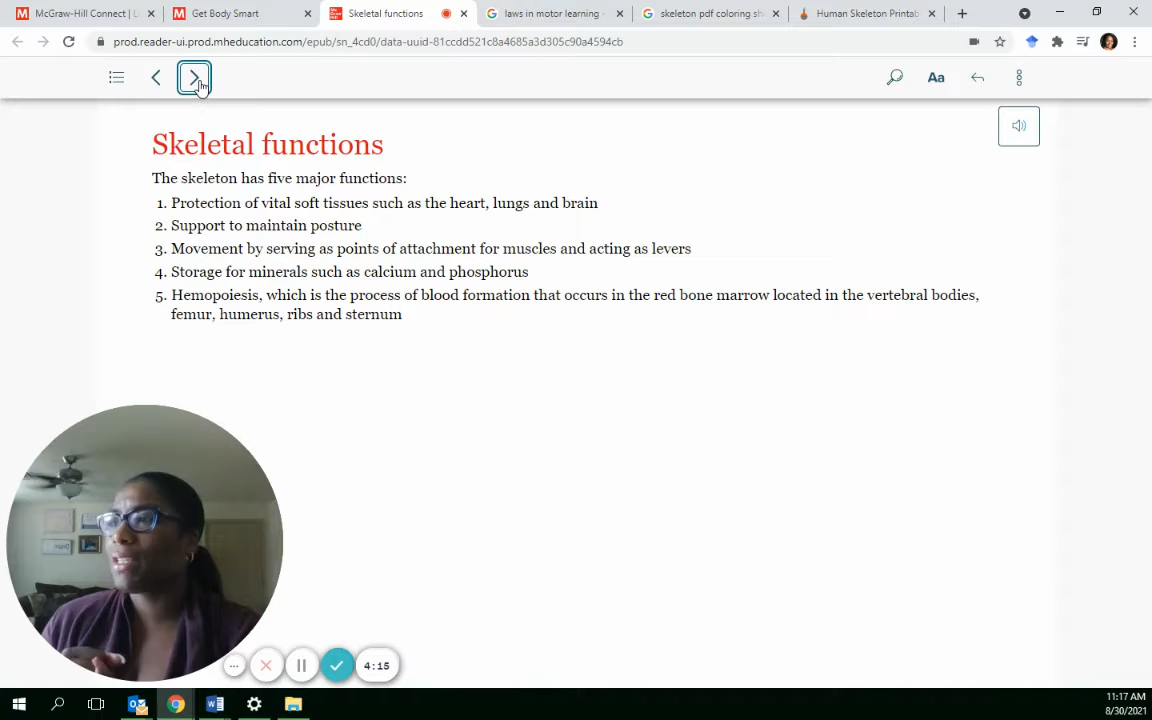 McGraw-Hill Connect | L
Get Body Smart
Skeletal functions
laws in motor learning -
skeleton pdf coloring sh
Human Skeleton Printab
prod.reader-ui.prod.mheducation.com/epub/sn_4cd0/data-uuid-81ccdd521c8a4685a3d305c90a4594cb
Aa
Skeletal functions
The skeleton has five major functions:
1. Protection of vital soft tissues such as the heart, lungs and brain
2. Support to maintain posture
3. Movement by serving as points of attachment for muscles and acting as levers
4. Storage for minerals such as calcium and phosphorus
5. Hemopoiesis, which is the process of blood formation that occurs in the red bone marrow located in the vertebral bodies,
femur, humerus, ribs and sternum
4:15
11:17 AM
8/30/2021